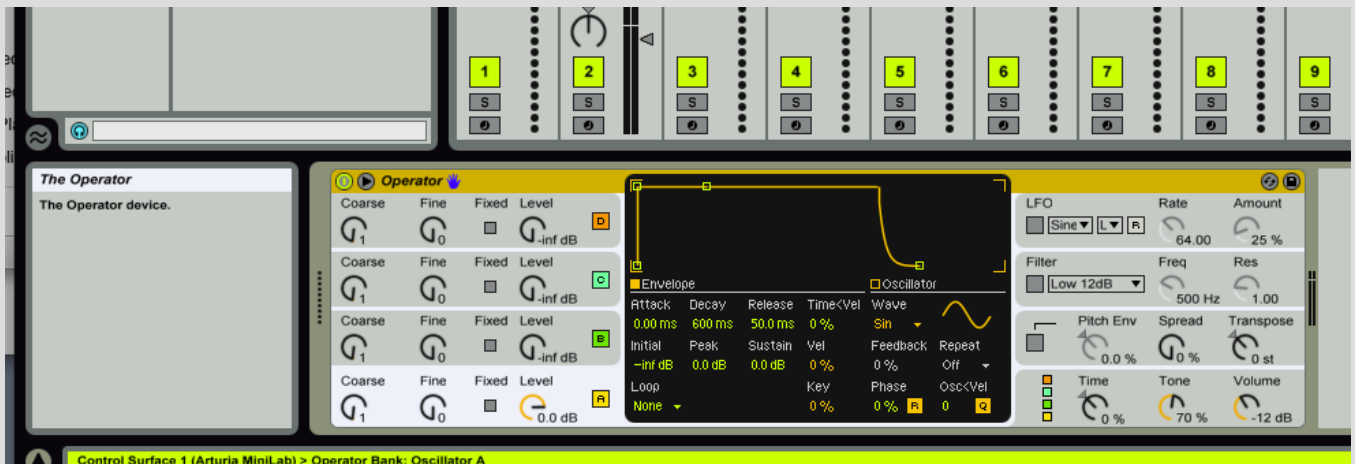 1 2 3 4 5 6 7 8 9
S S S S S S S S S
The Operator
The Operator device.
Operator
Coarse Fine Fixed Level
1 0 -inf dB D
Coarse Fine Fixed Level
1 0 -inf dB C
Coarse Fine Fixed Level
1 0 -inf dB B
Coarse Fine Fixed Level
1 0 0.0 dB A
Envelope Oscillator
Attack Decay Release Time<Vel Wave
0.00 ms 600 ms 50.0 ms 0 % Sin
Initial Peak Sustain Vel Feedback Repeat
-inf dB 0.0 dB 0.0 dB 0 % 0 % Off
Loop Key Phase Osc<Vel
None 0 % 0 % R 0 Q
LFO Rate Amount
Sine L R 64.00 25 %
Filter Freq Res
Low 12dB 500 Hz 1.00
Pitch Env Spread Transpose
0.0 % 0 % 0 st
Time Tone Volume
0 % 70 % -12 dB
Control Surface 1 (Arturia MiniLab) > Operator Bank: Oscillator A